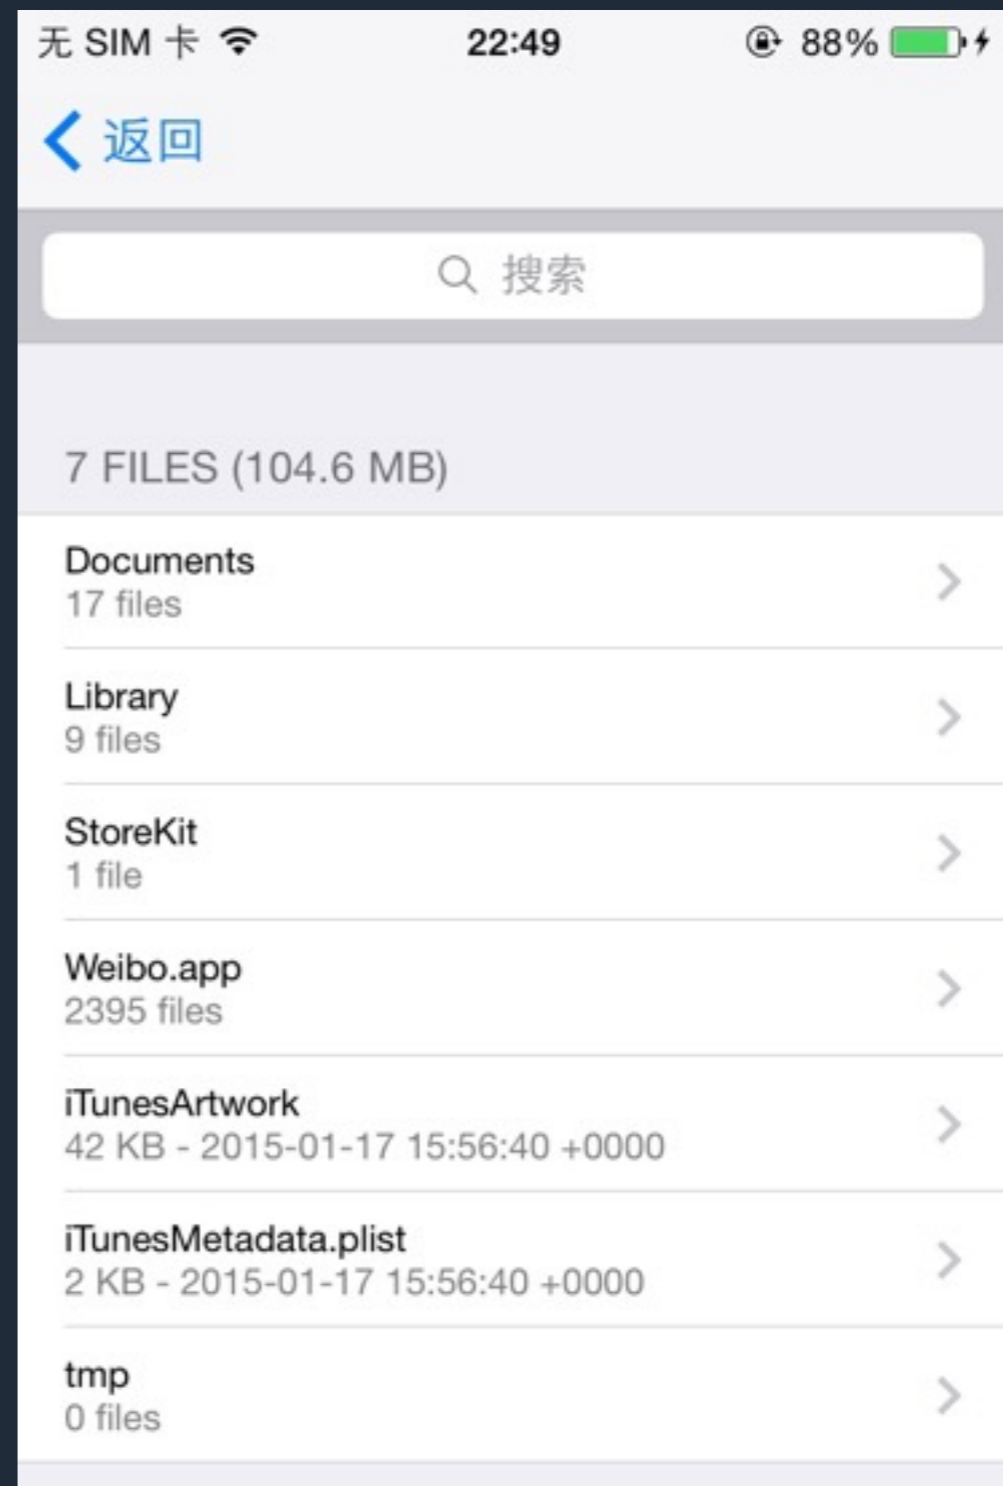 无 SIM 卡 22:49 88%
返回
搜索
7 FILES (104.6 MB)
Documents
17 files
Library
9 files
StoreKit
1 file
Weibo.app
2395 files
iTunesArtwork
42 KB - 2015-01-17 15:56:40 +0000
iTunesMetadata.plist
2 KB - 2015-01-17 15:56:40 +0000
tmp
0 files